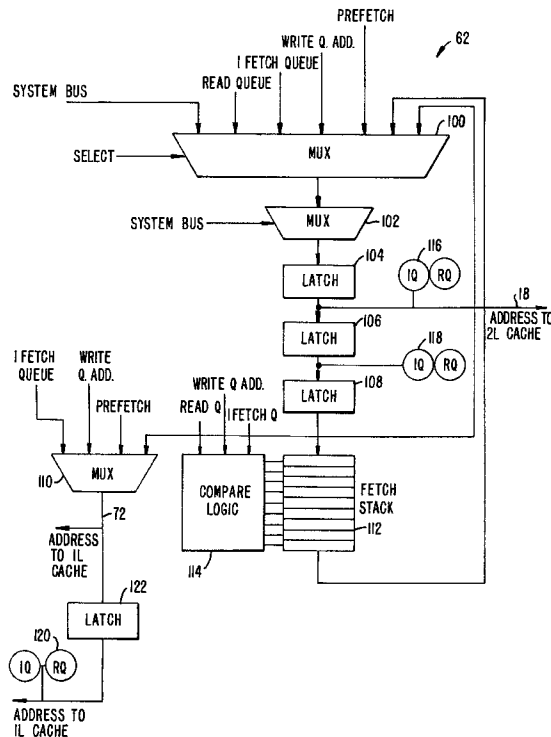 PREFETCH
62
WRITE Q. ADD.
I FETCH QUEUE
READ QUEUE
SYSTEM BUS
100
MUX
SELECT
SYSTEM BUS
MUX
102
104
LATCH
116
IQ RQ
18
ADDRESS TO
2L CACHE
106
LATCH
118
IQ RQ
108
LATCH
I FETCH
QUEUE
WRITE
Q. ADD.
PREFETCH
WRITE Q ADD.
READ Q
I FETCH Q
110
MUX
72
ADDRESS
TO 1L
CACHE
COMPARE
LOGIC
114
FETCH
STACK
112
122
LATCH
120
IQ RQ
ADDRESS TO
1L CACHE